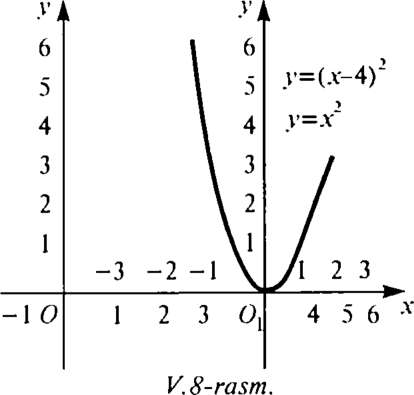 y y
6 6
5 5 y=(x–4)²
4 4 y=x²
3 3
2 2
1 1
–3 –2 –1 1 2 3
–1 O 1 2 3 O₁ 4 5 6 x
V.8-rasm.